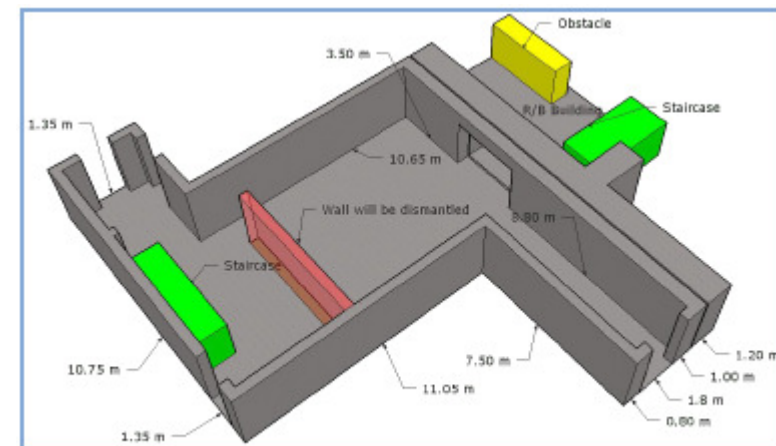 Obstacle
3.50 m
R/B Building
Staircase
1.35 m
10.65 m
Wall will be dismantled
8.80 m
Staircase
10.75 m
7.50 m
11.05 m
1.20 m
1.00 m
1.8 m
1.35 m
0.80 m